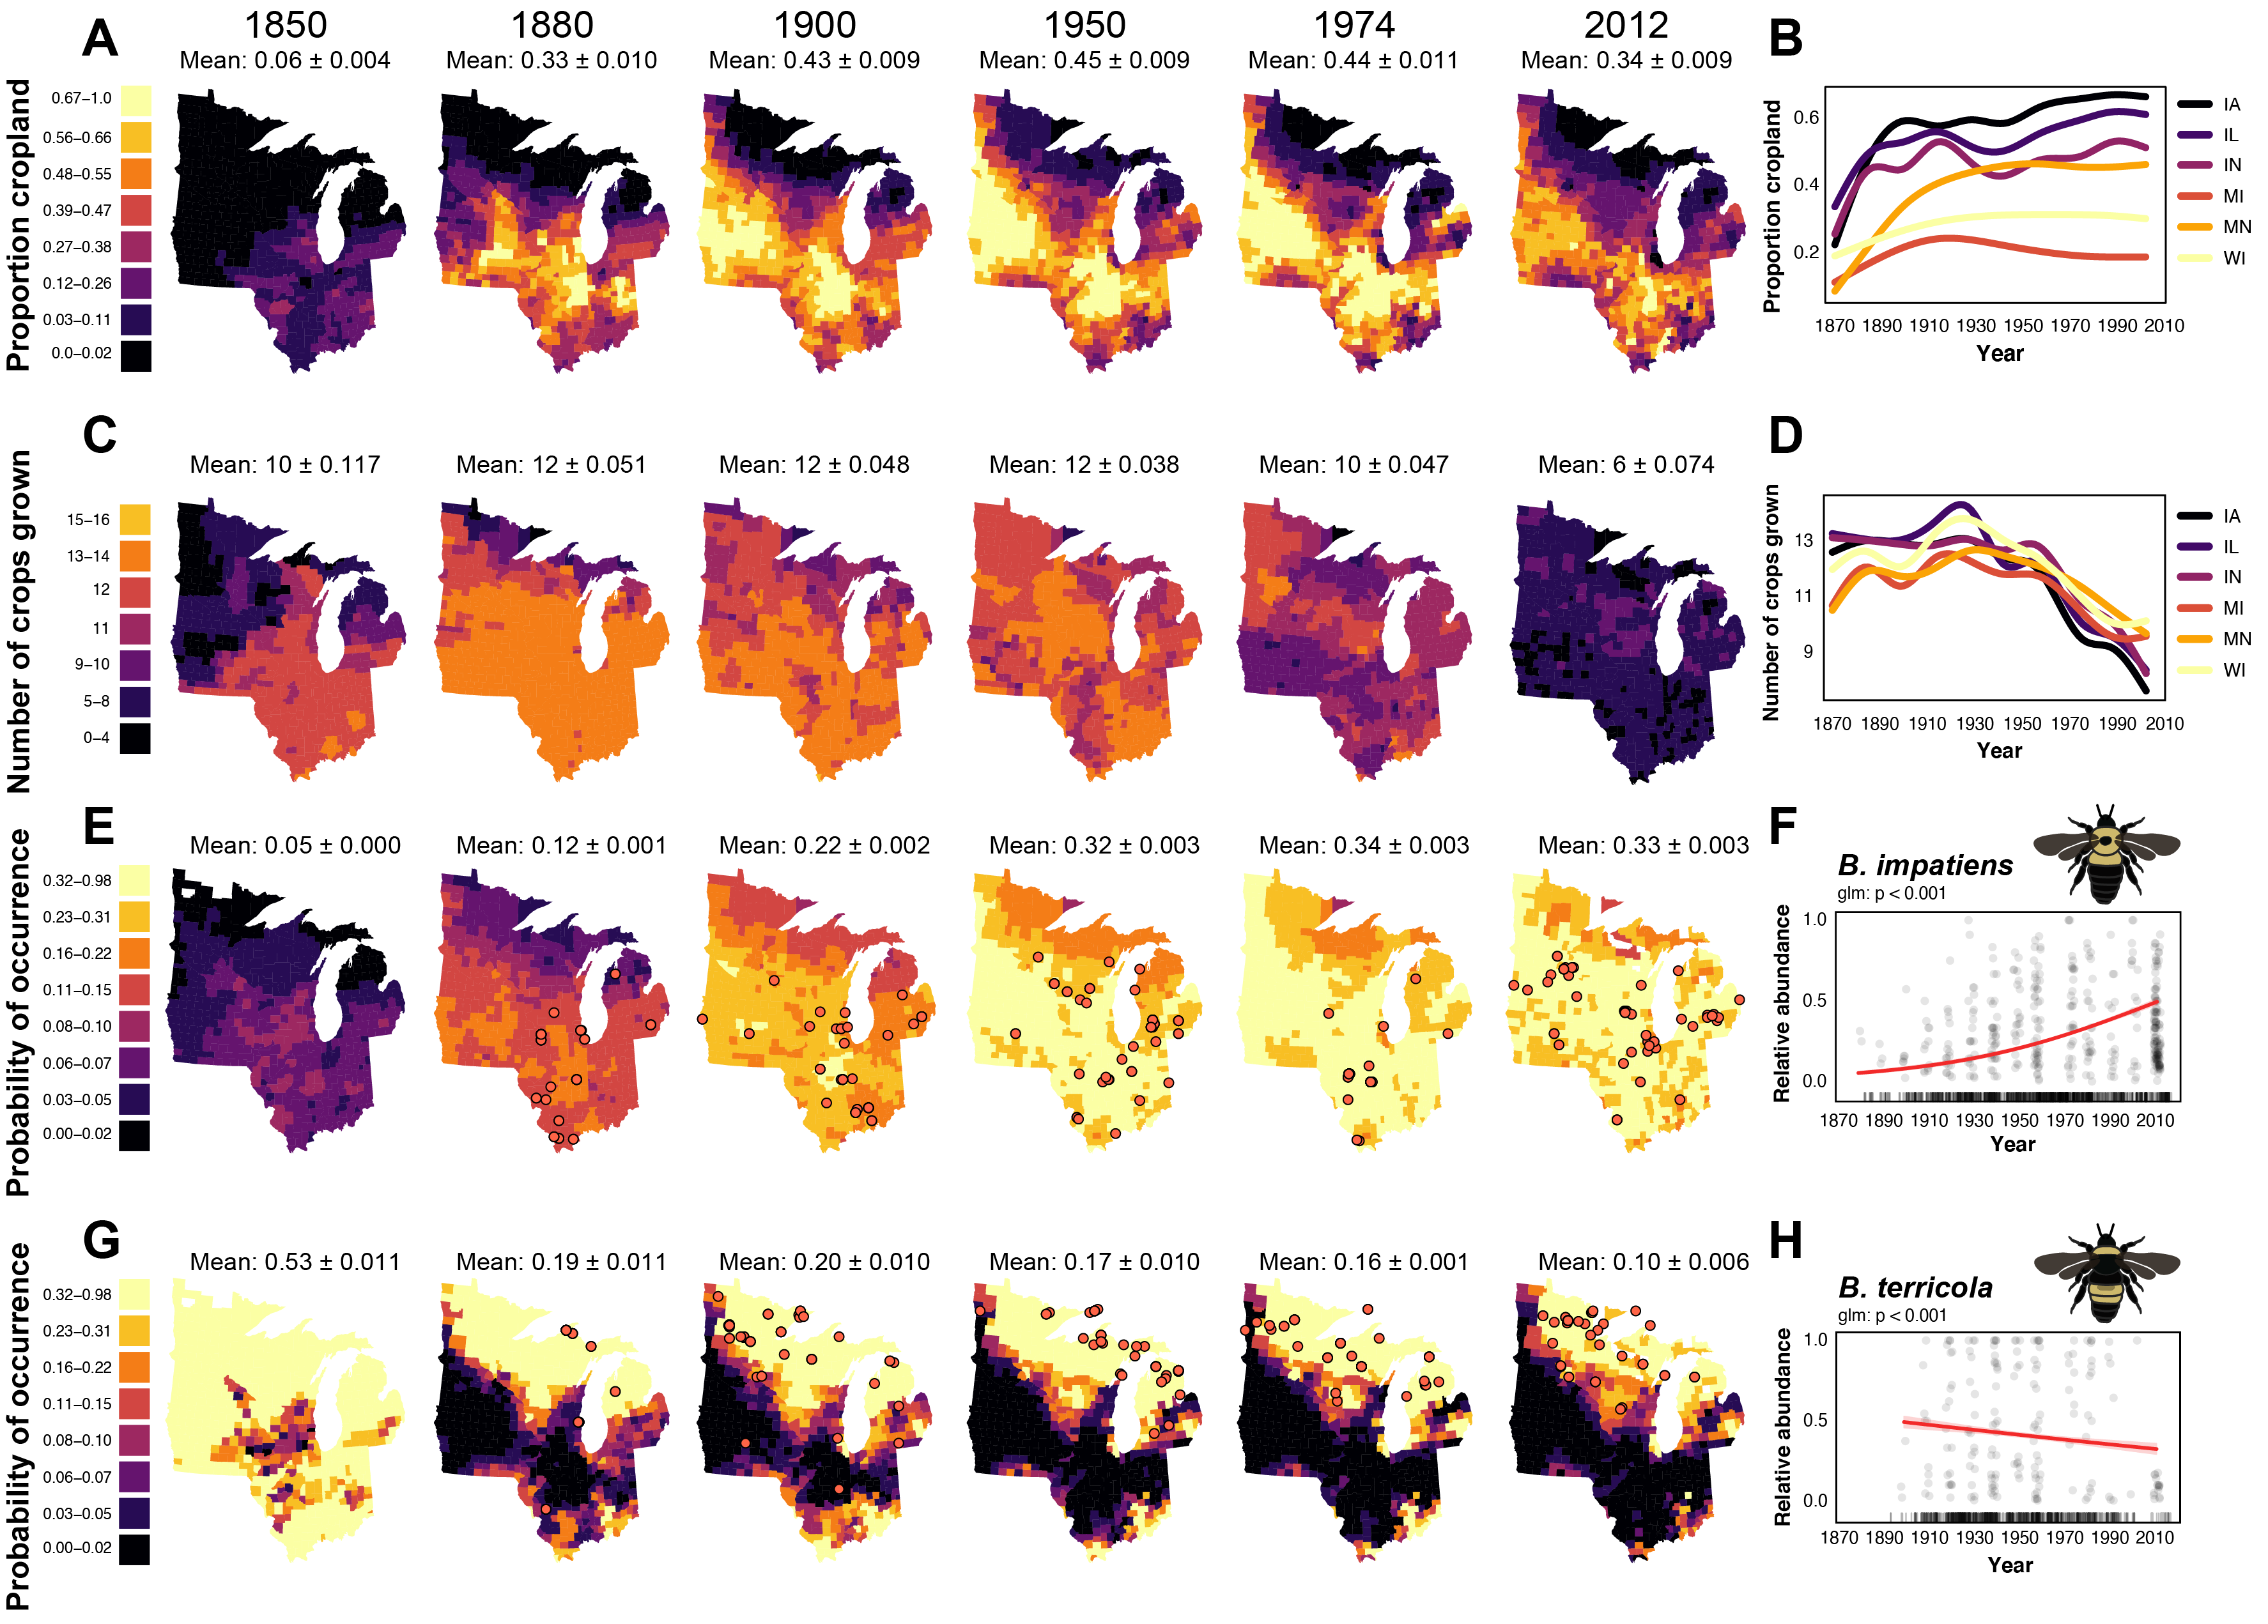 A
1850
1880
1900
1950
1974
2012
B
Mean: 0.06 ± 0.004
Mean: 0.33 ± 0.010
Mean: 0.43 ± 0.009
Mean: 0.45 ± 0.009
Mean: 0.44 ± 0.011
Mean: 0.34 ± 0.009
Proportion cropland
0.67–1.0
0.56–0.66
0.48–0.55
0.39–0.47
0.27–0.38
0.12–0.26
0.03–0.11
0.0–0.02
Proportion cropland
0.6
0.4
0.2
1870 1890 1910 1930 1950 1970 1990 2010
Year
IA
IL
IN
MI
MN
WI
C
Mean: 10 ± 0.117
Mean: 12 ± 0.051
Mean: 12 ± 0.048
Mean: 12 ± 0.038
Mean: 10 ± 0.047
Mean: 6 ± 0.074
D
Number of crops grown
15–16
13–14
12
11
9–10
5–8
0–4
Number of crops grown
13
11
9
1870 1890 1910 1930 1950 1970 1990 2010
Year
IA
IL
IN
MI
MN
WI
E
Mean: 0.05 ± 0.000
Mean: 0.12 ± 0.001
Mean: 0.22 ± 0.002
Mean: 0.32 ± 0.003
Mean: 0.34 ± 0.003
Mean: 0.33 ± 0.003
F
Probability of occurrence
0.32–0.98
0.23–0.31
0.16–0.22
0.11–0.15
0.08–0.10
0.06–0.07
0.03–0.05
0.00–0.02
B. impatiens
glm: p < 0.001
Relative abundance
1.0
0.5
0.0
1870 1890 1910 1930 1950 1970 1990 2010
Year
G
Mean: 0.53 ± 0.011
Mean: 0.19 ± 0.011
Mean: 0.20 ± 0.010
Mean: 0.17 ± 0.010
Mean: 0.16 ± 0.001
Mean: 0.10 ± 0.006
H
Probability of occurrence
0.32–0.98
0.23–0.31
0.16–0.22
0.11–0.15
0.08–0.10
0.06–0.07
0.03–0.05
0.00–0.02
B. terricola
glm: p < 0.001
Relative abundance
1.0
0.5
0.0
1870 1890 1910 1930 1950 1970 1990 2010
Year